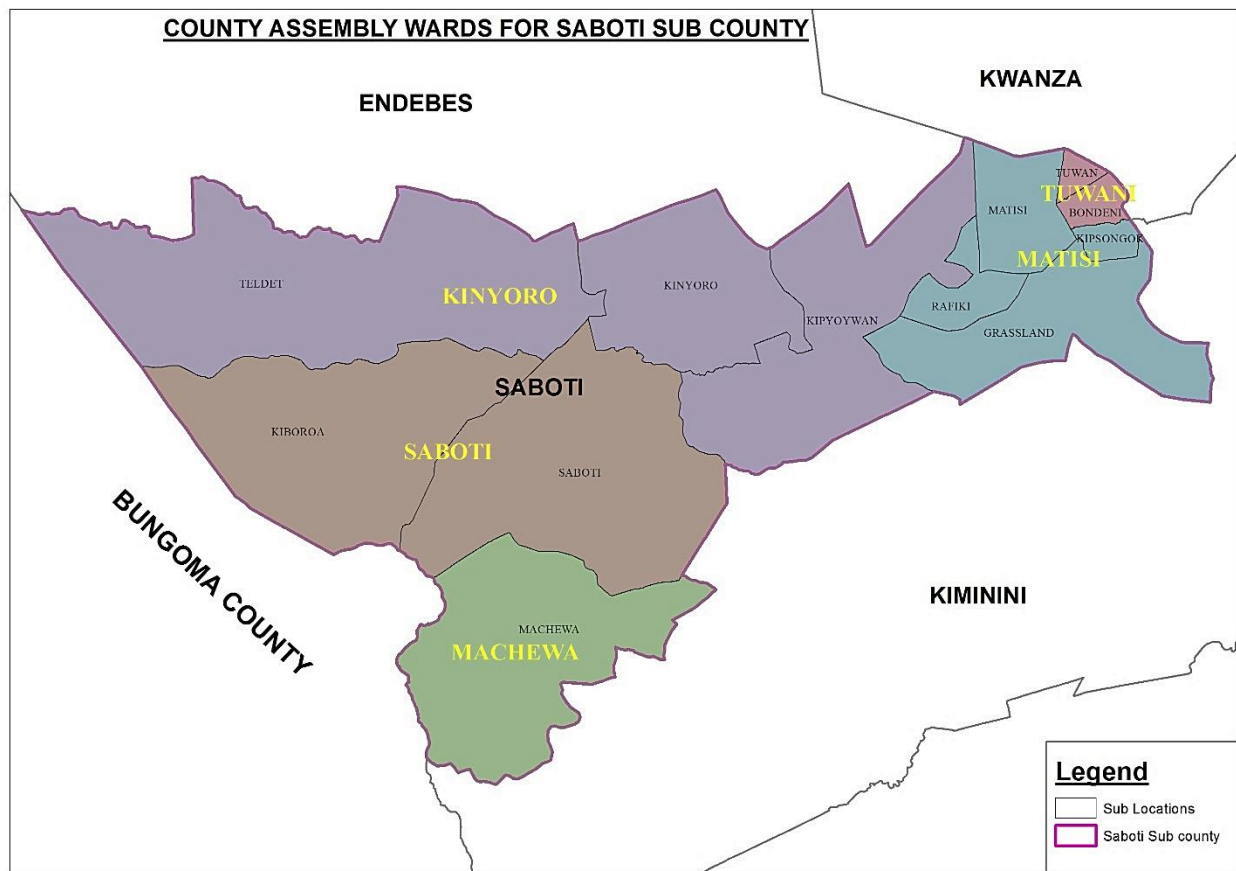 COUNTY ASSEMBLY WARDS FOR SABOTI SUB COUNTY
KWANZA
ENDEBES
TUWAN
TUWANI
MATISI
BONDENI
KIPSONGOK
MATISI
TELDET
KINYORO
KINYORO
RAFIKI
KIPYOYWAN
GRASSLAND
SABOTI
KIBOROA
SABOTI
SABOTI
BUNGOMA COUNTY
KIMININI
MACHEWA
MACHEWA
Legend
Sub Locations
Saboti Sub county